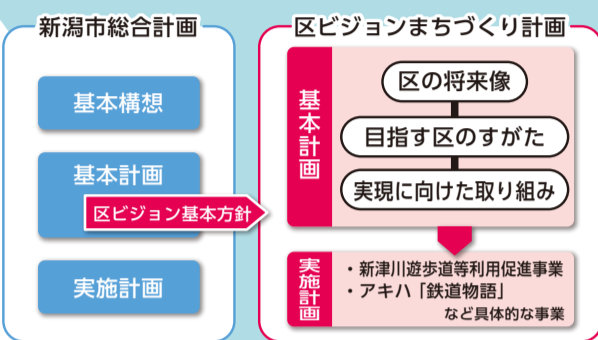 新潟市総合計画
基本構想
基本計画
区ビジョン基本方針
実施計画
区ビジョンまちづくり計画
基本計画
区の将来像
目指す区のすがた
実現に向けた取り組み
実施計画
・新津川遊歩道等利用促進事業
・アキハ「鉄道物語」
など具体的な事業